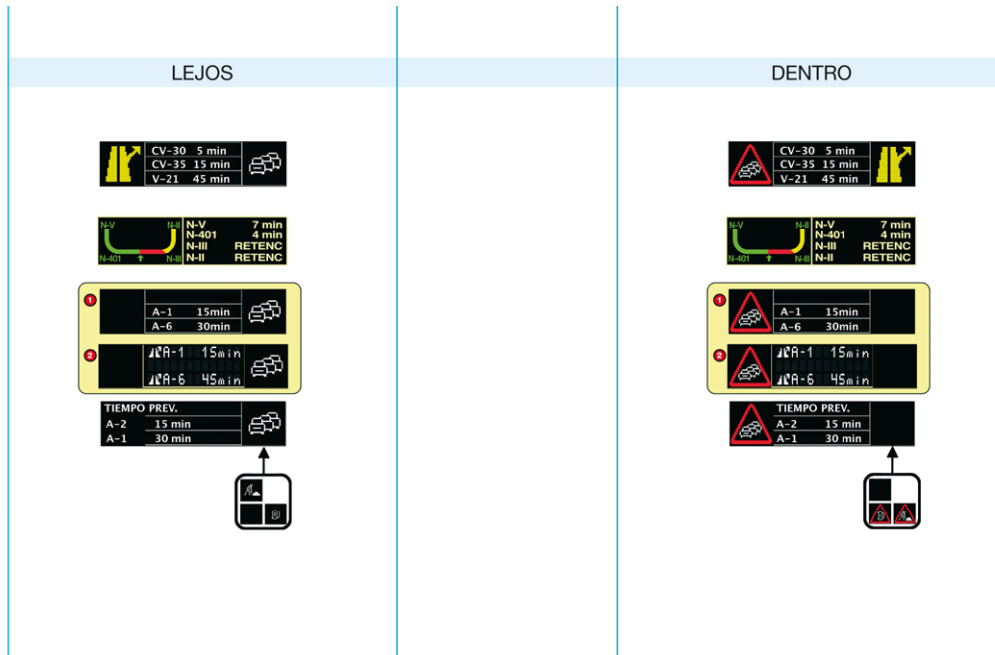 LEJOS
DENTRO
CV-30 5 min
CV-35 15 min
V-21 45 min
CV-30 5 min
CV-35 15 min
V-21 45 min
N-V N-II N-V 7 min
N-401 4 min
N-III RETENC
N-401 N-III N-II RETENC
N-V N-II N-V 7 min
N-401 4 min
N-III RETENC
N-401 N-III N-II RETENC
1
A-1 15min
A-6 30min
1
A-1 15min
A-6 30min
2
A-1 15min
A-6 45min
2
A-1 15min
A-6 45min
TIEMPO PREV.
A-2 15 min
A-1 30 min
TIEMPO PREV.
A-2 15 min
A-1 30 min